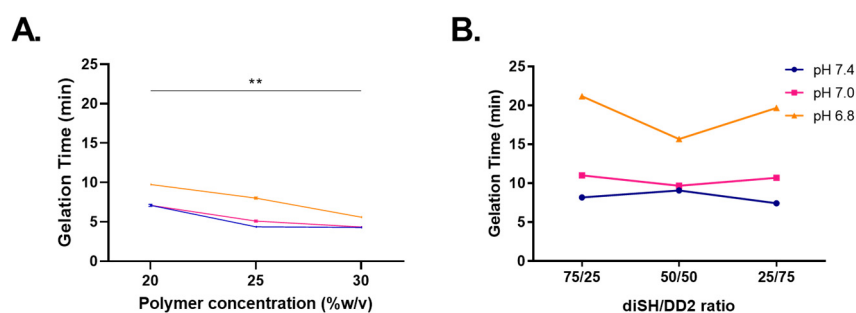 A.
25
20
15
10
5
0
Gelation Time (min)
**
20 25 30
Polymer concentration (%w/v)
B.
25
20
15
10
5
0
Gelation Time (min)
75/25 50/50 25/75
diSH/DD2 ratio
pH 7.4
pH 7.0
pH 6.8